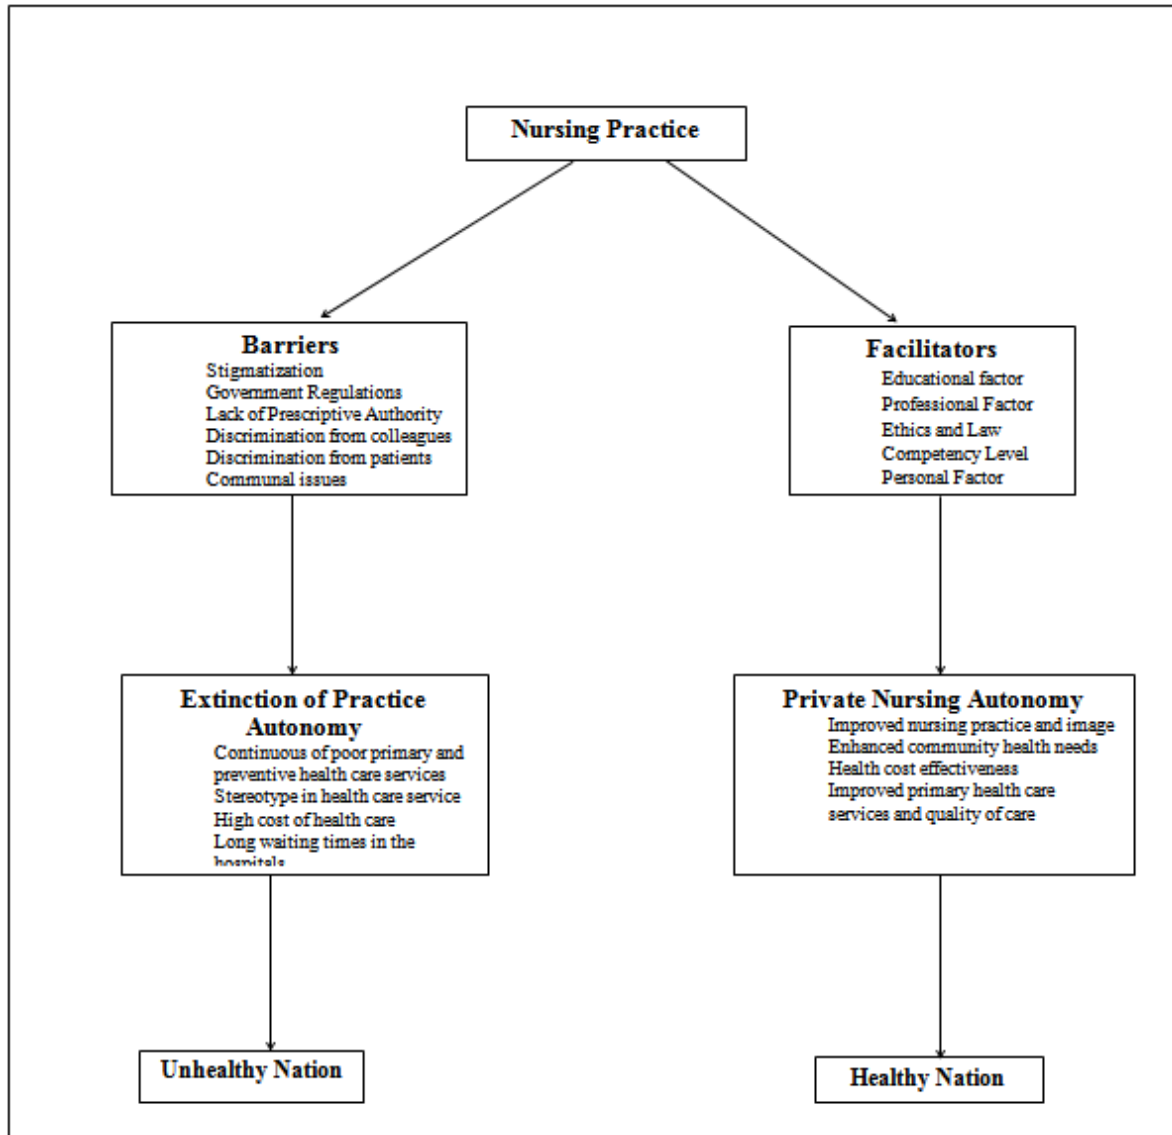 Nursing Practice
Barriers
Stigmatization
Government Regulations
Lack of Prescriptive Authority
Discrimination from colleagues
Discrimination from patients
Communal issues
Facilitators
Educational factor
Professional Factor
Ethics and Law
Competency Level
Personal Factor
Extinction of Practice
Autonomy
Continuous of poor primary and
preventive health care services
Stereotype in health care service
High cost of health care
Long waiting times in the
hospitals
Private Nursing Autonomy
Improved nursing practice and image
Enhanced community health needs
Health cost effectiveness
Improved primary health care
services and quality of care
Unhealthy Nation
Healthy Nation